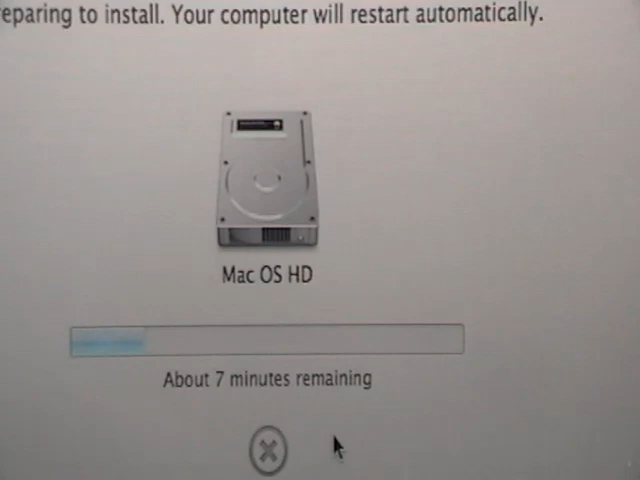 eparing to install. Your computer will restart automatically.
Mac OS HD
About 7 minutes remaining